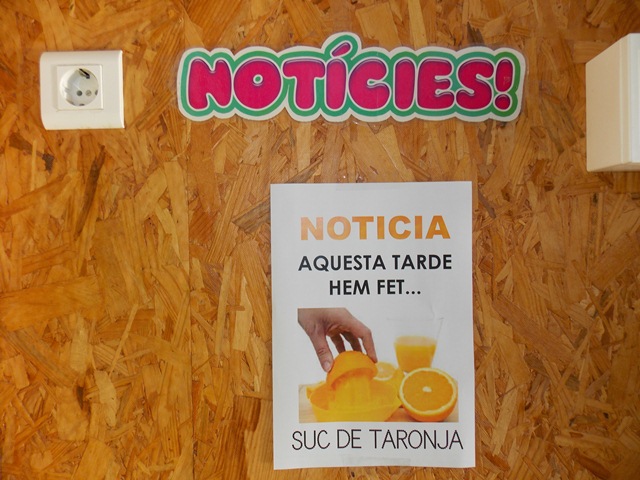 NOTÍCIES!
NOTICIA
AQUESTA TARDE
HEM FET...
SUC DE TARONJA